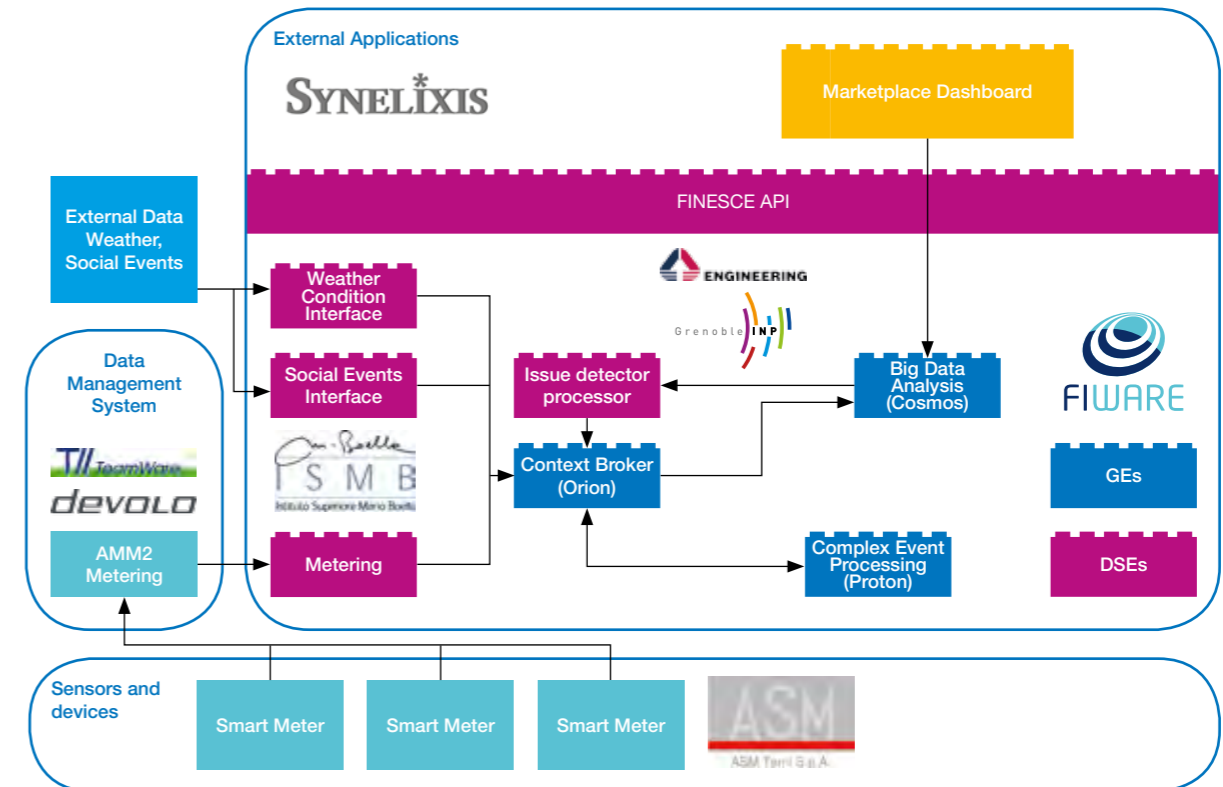 External Applications
SYNELIXIS
Marketplace Dashboard
FINESCE API
External Data
Weather,
Social Events
Weather
Condition
Interface
ENGINEERING
Grenoble INP
Data
Management
System
Social Events
Interface
Issue detector
processor
Big Data
Analysis
(Cosmos)
FIWARE
TeamWare
devolo
I S M B
Istituto Superiore Mario Boella
Context Broker
(Orion)
GEs
AMM2
Metering
Metering
Complex Event
Processing
(Proton)
DSEs
Sensors and
devices
Smart Meter
Smart Meter
Smart Meter
ASM
ASM Terni S.p.A.